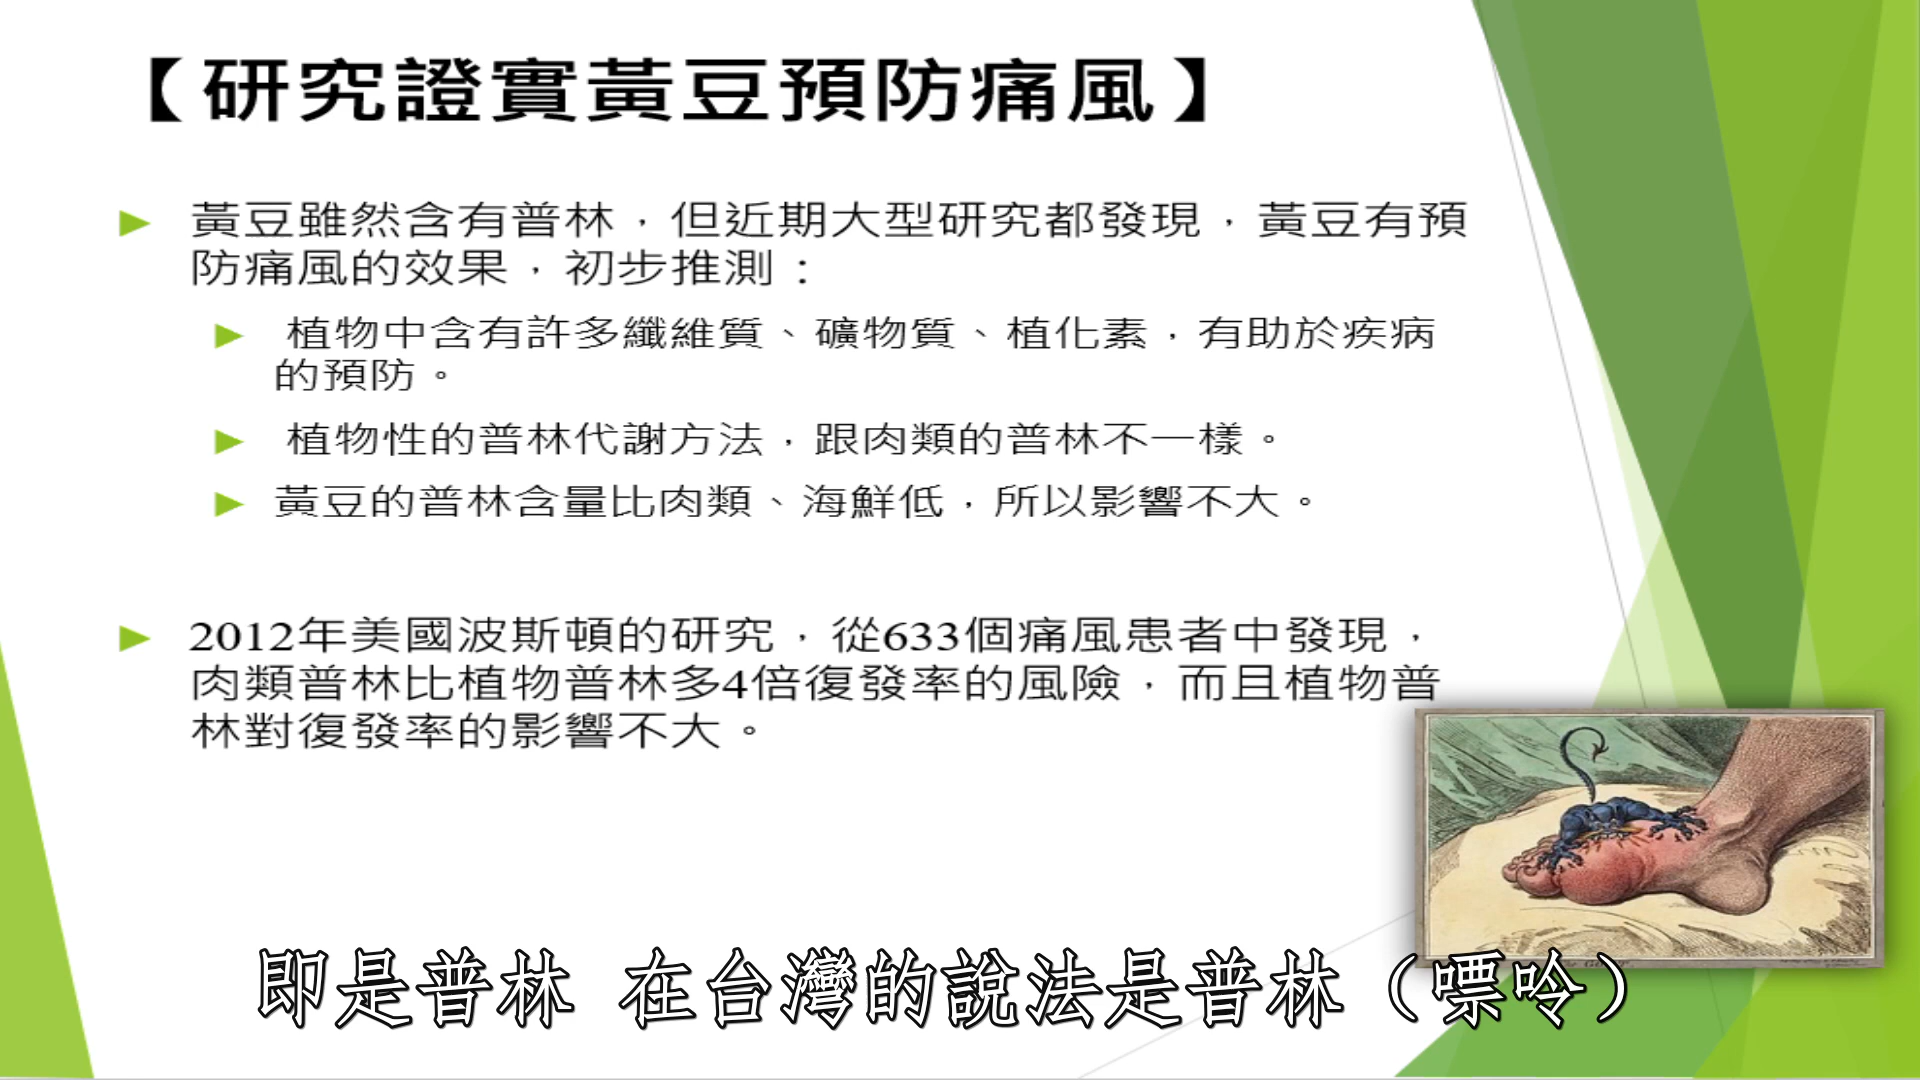 【研究證實黃豆預防痛風】
黃豆雖然含有普林，但近期大型研究都發現，黃豆有預
防痛風的效果，初步推測：
植物中含有許多纖維質、礦物質、植化素，有助於疾病
的預防。
植物性的普林代謝方法，跟肉類的普林不一樣。
黃豆的普林含量比肉類、海鮮低，所以影響不大。
2012年美國波斯頓的研究，從633個痛風患者中發現，
肉類普林比植物普林多4倍復發率的風險，而且植物普
林對復發率的影響不大。
即是普林 在台灣的說法是普林（嘌呤）